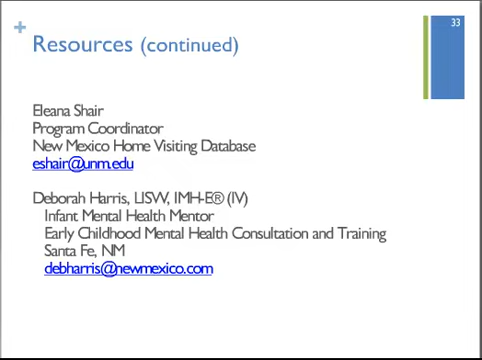 33
+
Resources (continued)
Eleana Shair
Program Coordinator
New Mexico Home Visiting Database
eshair@unm.edu
Deborah Harris, LISW, IMH-E® (IV)
Infant Mental Health Mentor
Early Childhood Mental Health Consultation and Training
Santa Fe, NM
debharris@newmexico.com